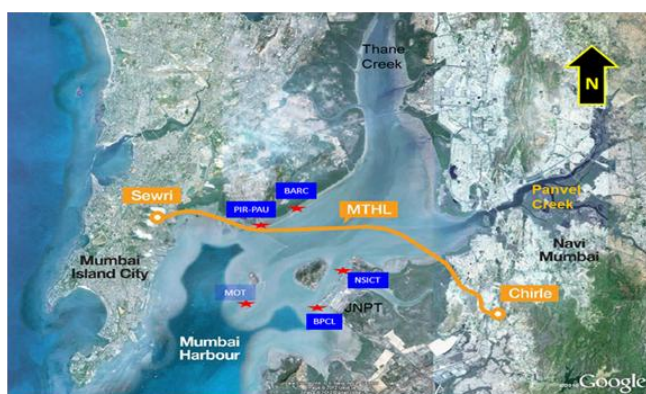 Thane
Creek
N
BARC
Sewri
PIR-PAU
MTHL
Panvel
Creek
Navi
Mumbai
Mumbai
Island City
NSICT
MOT
Chirle
JNPT
BPCL
Mumbai
Harbour
Google